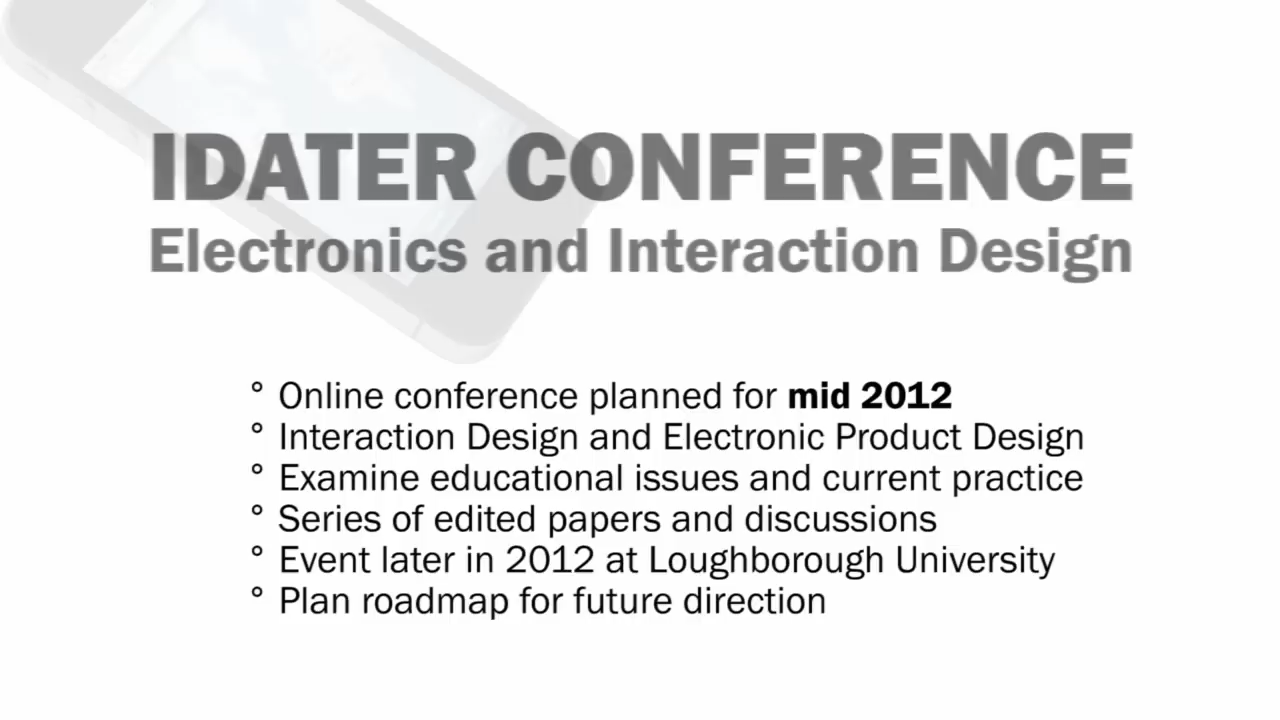 IDATER CONFERENCE
Electronics and Interaction Design
° Online conference planned for mid 2012
° Interaction Design and Electronic Product Design
° Examine educational issues and current practice
° Series of edited papers and discussions
° Event later in 2012 at Loughborough University
° Plan roadmap for future direction